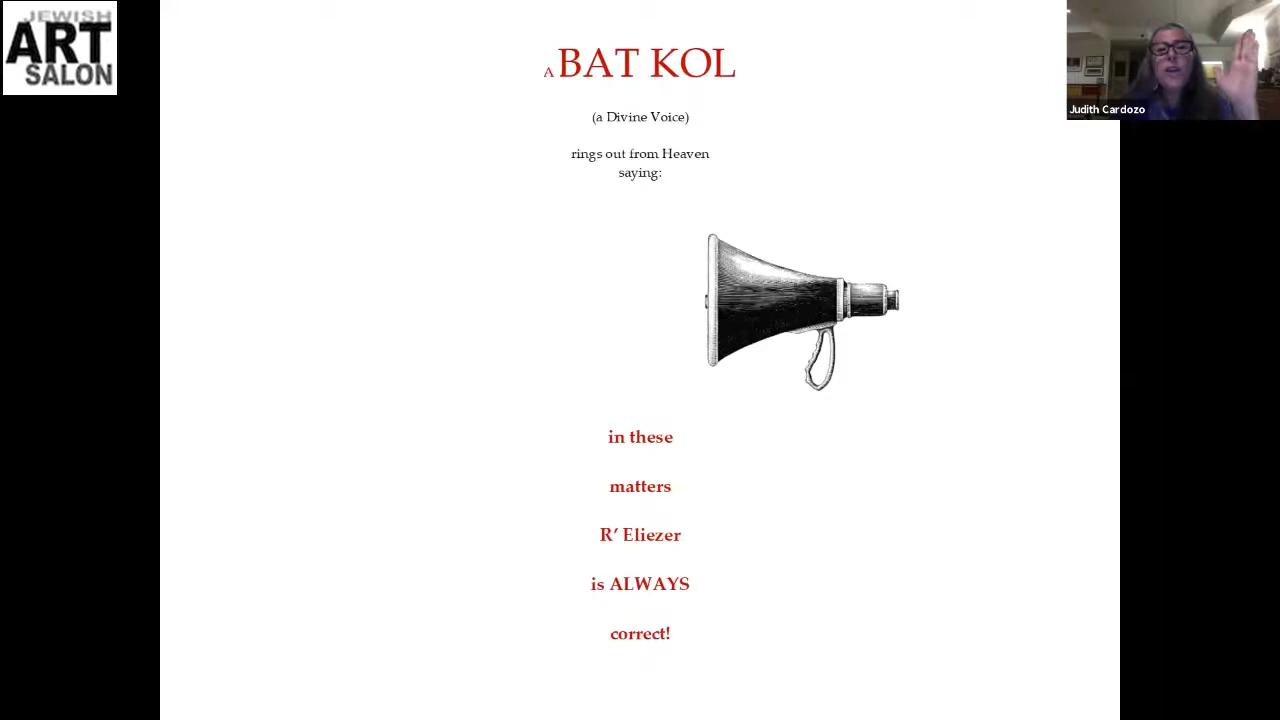 JEWISH
ART
SALON
A BAT KOL
(a Divine Voice)
rings out from Heaven
saying:
in these
matters
R’ Eliezer
is ALWAYS
correct!
Judith Cardozo